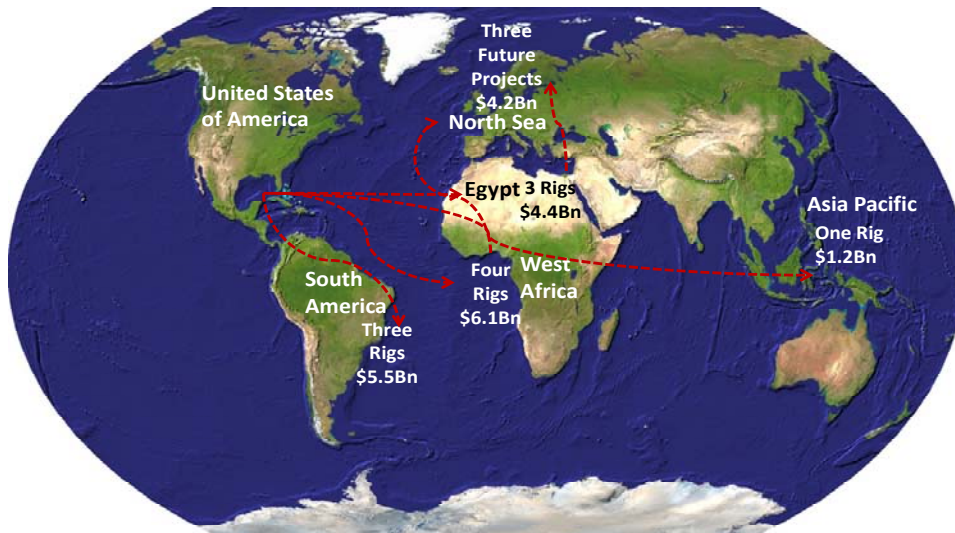 Three
Future
Projects
$4.2Bn
North Sea
United States
of America
Egypt 3 Rigs
$4.4Bn
Asia Pacific
One Rig
$1.2Bn
South
America
Three
Rigs
$5.5Bn
Four
Rigs
$6.1Bn
West
Africa